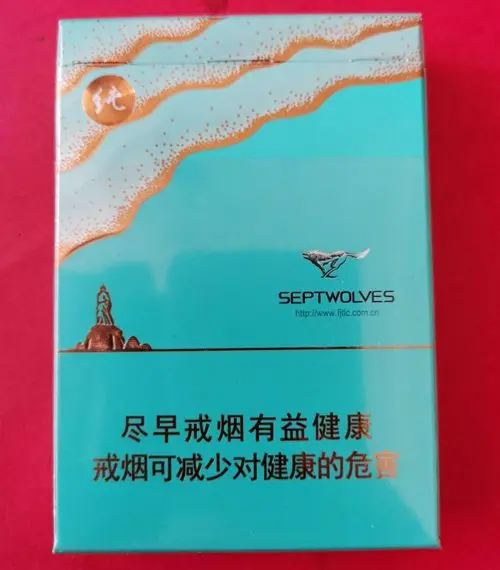 纯
SEPTWOLVES
http://www.fjtic.com.cn
尽早戒烟有益健康
戒烟可减少对健康的危害